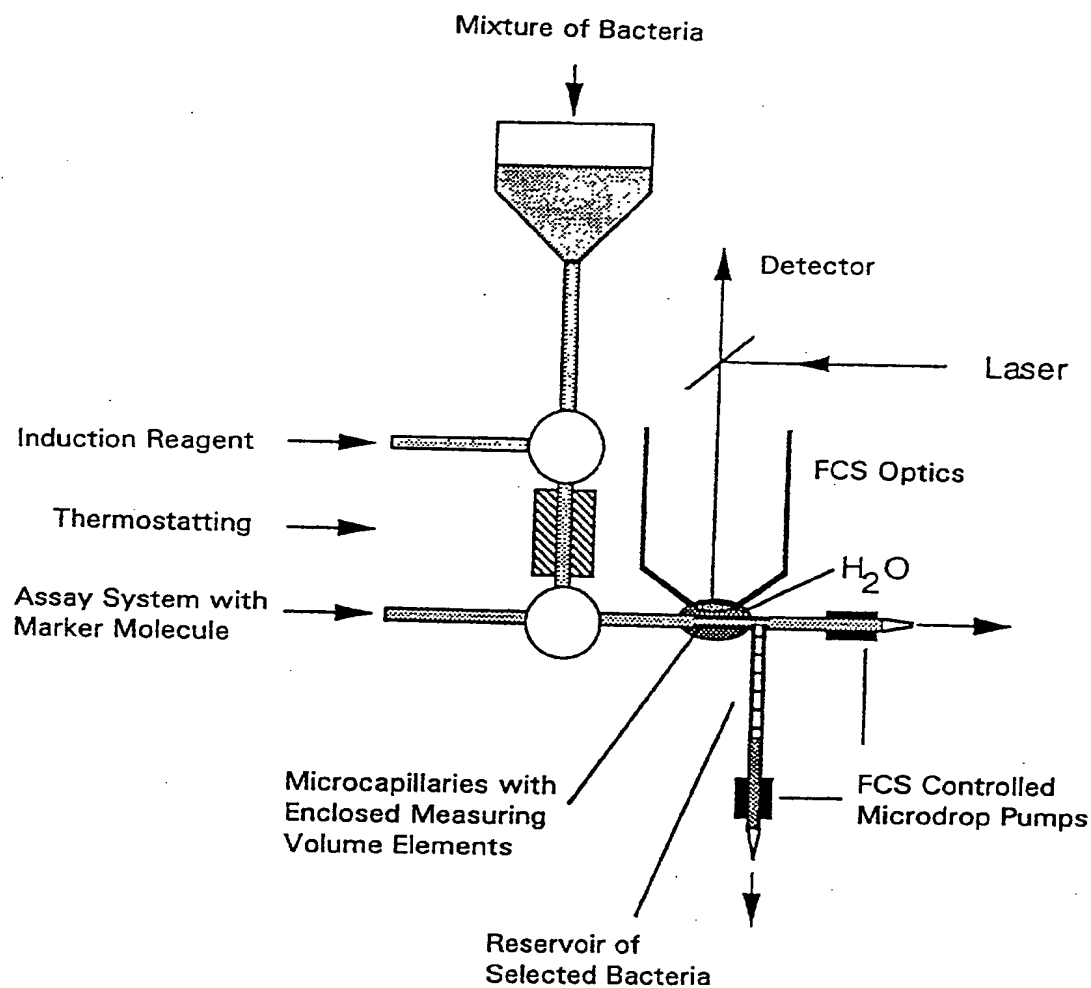 Mixture of Bacteria
Detector
Laser
Induction Reagent
FCS Optics
Thermostatting
H₂O
Assay System with
Marker Molecule
Microcapillaries with
Enclosed Measuring
Volume Elements
FCS Controlled
Microdrop Pumps
Reservoir of
Selected Bacteria